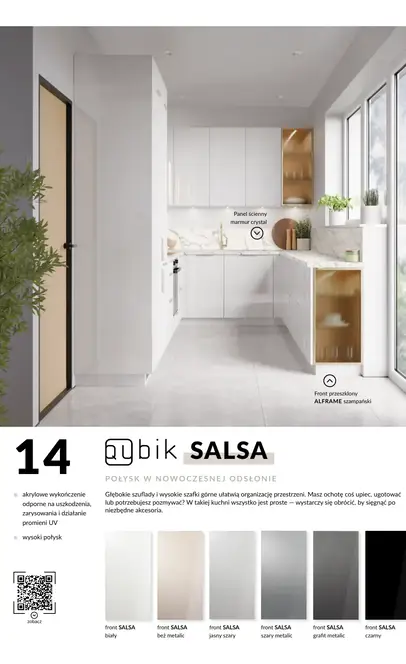 Panel ścienny
marmur crystal
Front przeszklony
ALFRAME szampański
14
Qubik SALSA
POŁYSK W NOWOCZESNEJ ODSŁONIE
akrylowe wykończenie
odporne na uszkodzenia,
zarysowania i działanie
promieni UV
wysoki połysk
Głębokie szuflady i wysokie szafki górne ułatwią organizację przestrzeni. Masz ochotę coś upiec, ugotować
lub potrzebujesz pozmywać? W takiej kuchni wszystko jest proste — wystarczy się obrócić, by sięgnąć po
niezbędne akcesoria.
zobacz
front SALSA
biały
front SALSA
beż metalic
front SALSA
jasny szary
front SALSA
szary metalic
front SALSA
grafit metalic
front SALSA
czarny